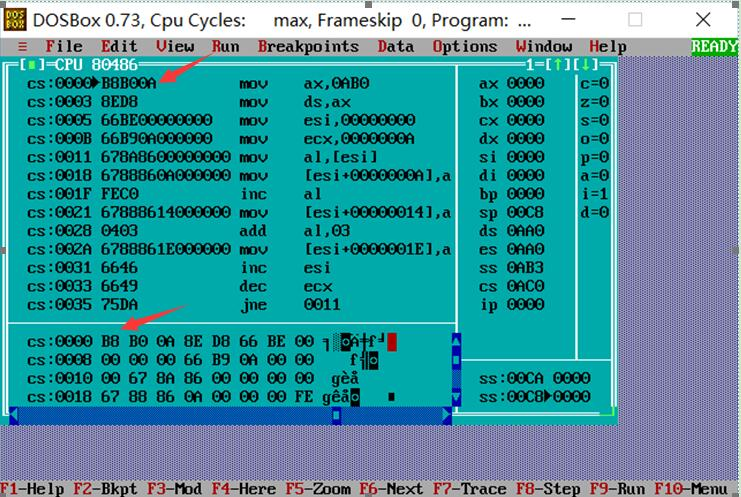 DOSBox 0.73, Cpu Cycles: max, Frameskip 0, Program: ...
≡ File Edit View Run Breakpoints Data Options Window Help READY
[■]=CPU 80486 1=[↑][↓]
cs:0000▶B8B00A mov ax,0AB0 ax 0000 c=0
cs:0003 8ED8 mov ds,ax bx 0000 z=0
cs:0005 66BE00000000 mov esi,00000000 cx 0000 s=0
cs:000B 66B90A000000 mov ecx,0000000A dx 0000 o=0
cs:0011 678A8600000000 mov al,[esi] si 0000 p=0
cs:0018 6788860A000000 mov [esi+0000000A],a di 0000 a=0
cs:001F FEC0 inc al bp 0000 i=1
cs:0021 67888614000000 mov [esi+00000014],a sp 00C8 d=0
cs:0028 0403 add al,03 ds 0AA0
cs:002A 6788861E000000 mov [esi+0000001E],a es 0AA0
cs:0031 6646 inc esi ss 0AB3
cs:0033 6649 dec ecx cs 0AC0
cs:0035 75DA jne 0011 ip 0000
cs:0000 B8 B0 0A 8E D8 66 BE 00
cs:0008 00 00 00 66 B9 0A 00 00
cs:0010 00 67 8A 86 00 00 00 00 gèå
cs:0018 67 88 86 0A 00 00 00 FE gêå
ss:00CA 0000
ss:00C8▶0000
F1-Help F2-Bkpt F3-Mod F4-Here F5-Zoom F6-Next F7-Trace F8-Step F9-Run F10-Menu